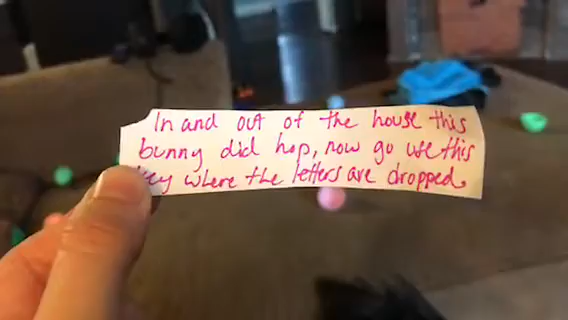 In and out of the house this
bunny did hop, now go use this
key where the letters are dropped.